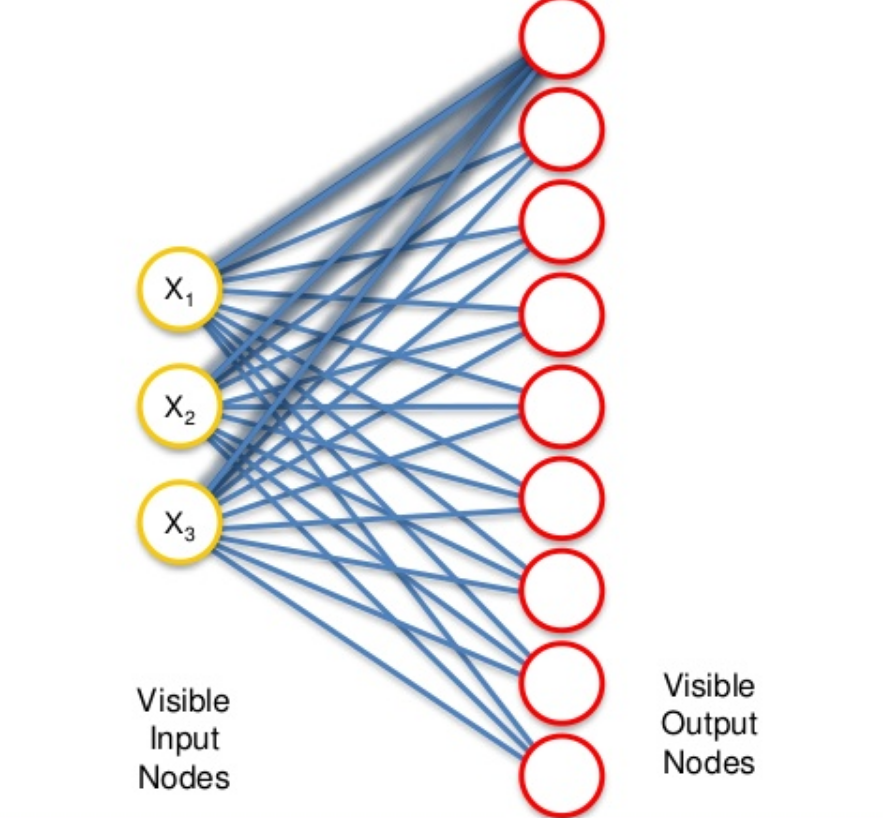 X1
X2
X3
Visible
Input
Nodes
Visible
Output
Nodes